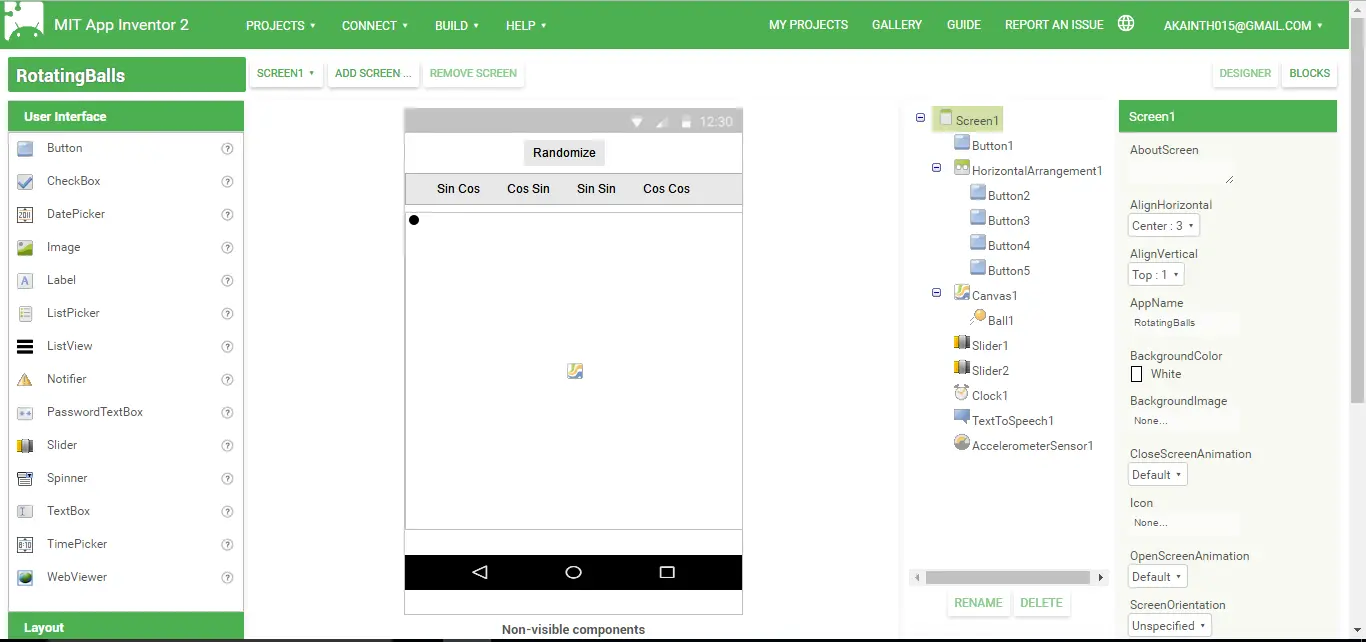 MIT App Inventor 2
PROJECTS CONNECT BUILD HELP MY PROJECTS GALLERY GUIDE REPORT AN ISSUE AKAINTH015@GMAIL.COM
RotatingBalls
SCREEN1 ADD SCREEN ... REMOVE SCREEN DESIGNER BLOCKS
User Interface
Button
CheckBox
DatePicker
Image
Label
ListPicker
ListView
Notifier
PasswordTextBox
Slider
Spinner
TextBox
TimePicker
WebViewer
Layout
12:30
Randomize
Sin Cos Cos Sin Sin Sin Cos Cos
Non-visible components
Screen1
Button1
HorizontalArrangement1
Button2
Button3
Button4
Button5
Canvas1
Ball1
Slider1
Slider2
Clock1
TextToSpeech1
AccelerometerSensor1
RENAME DELETE
Screen1
AboutScreen
AlignHorizontal
Center : 3
AlignVertical
Top : 1
AppName
RotatingBalls
BackgroundColor
White
BackgroundImage
None...
CloseScreenAnimation
Default
Icon
None...
OpenScreenAnimation
Default
ScreenOrientation
Unspecified